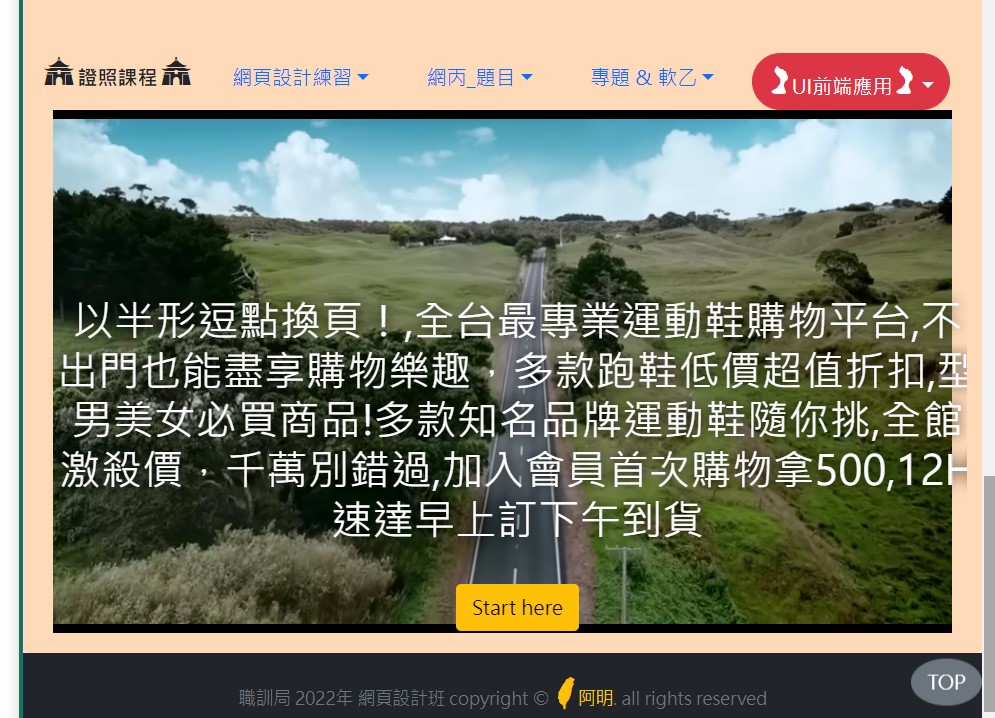 證照課程
網頁設計練習
網丙_題目
專題 & 軟乙
UI前端應用
以半形逗點換頁！,全台最專業運動鞋購物平台,不
出門也能盡享購物樂趣，多款跑鞋低價超值折扣,型
男美女必買商品!多款知名品牌運動鞋隨你挑,全館
激殺價，千萬別錯過,加入會員首次購物拿500,12H
速達早上訂下午到貨
Start here
職訓局 2022年 網頁設計班 copyright © 阿明. all rights reserved
TOP